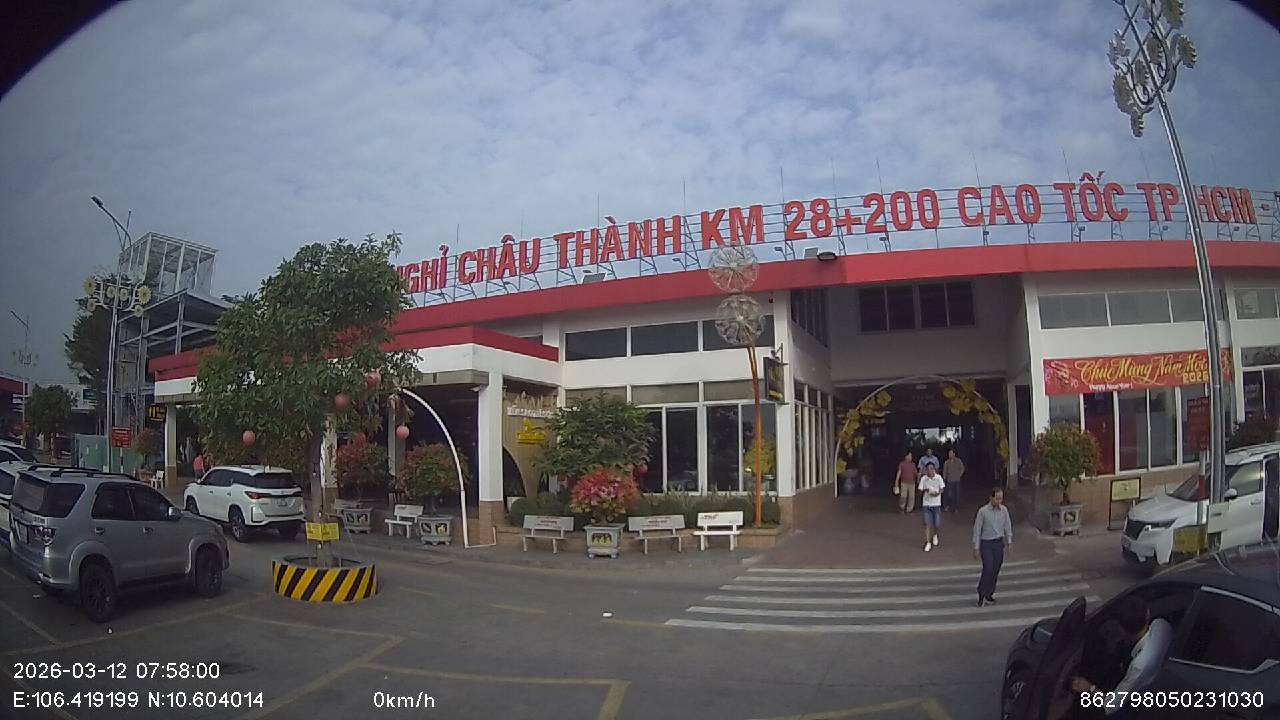 NGHỈ CHÂU THÀNH KM 28+200 CAO TỐC TP HCM -
Chúc Mừng Năm Mới
Happy New Year!
2026
2026-03-12 07:58:00
E:106.419199 N:10.604014 0km/h 862798050231030